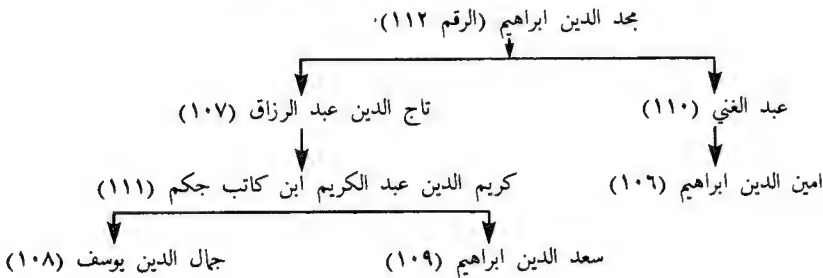 مجد الدين ابراهيم (الرقم ١١٢)
عبد الغني (١١٠) تاج الدين عبد الرزاق (١٠٧)
امين الدين ابراهيم (١٠٦) كريم الدين عبد الكريم ابن كاتب جكم (١١١)
سعد الدين ابراهيم (١٠٩) جمال الدين يوسف (١٠٨)